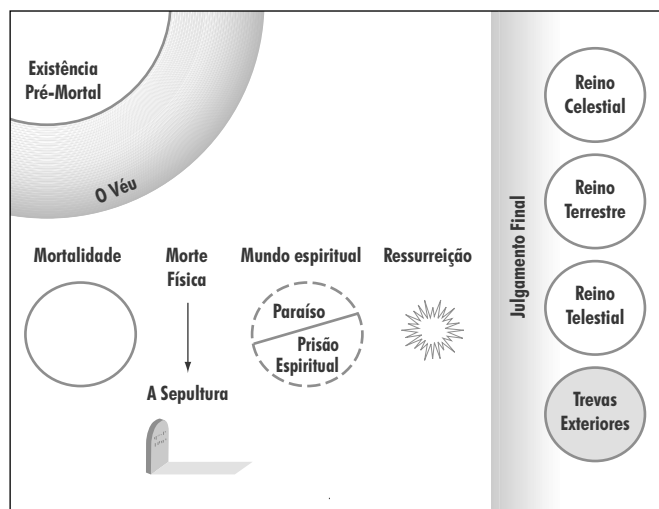 Existência
Pré-Mortal
O Véu
Mortalidade
Morte
Física
A Sepultura
Mundo espiritual
Paraíso
Prisão
Espiritual
Ressurreição
Julgamento Final
Reino
Celestial
Reino
Terrestre
Reino
Telestial
Trevas
Exteriores